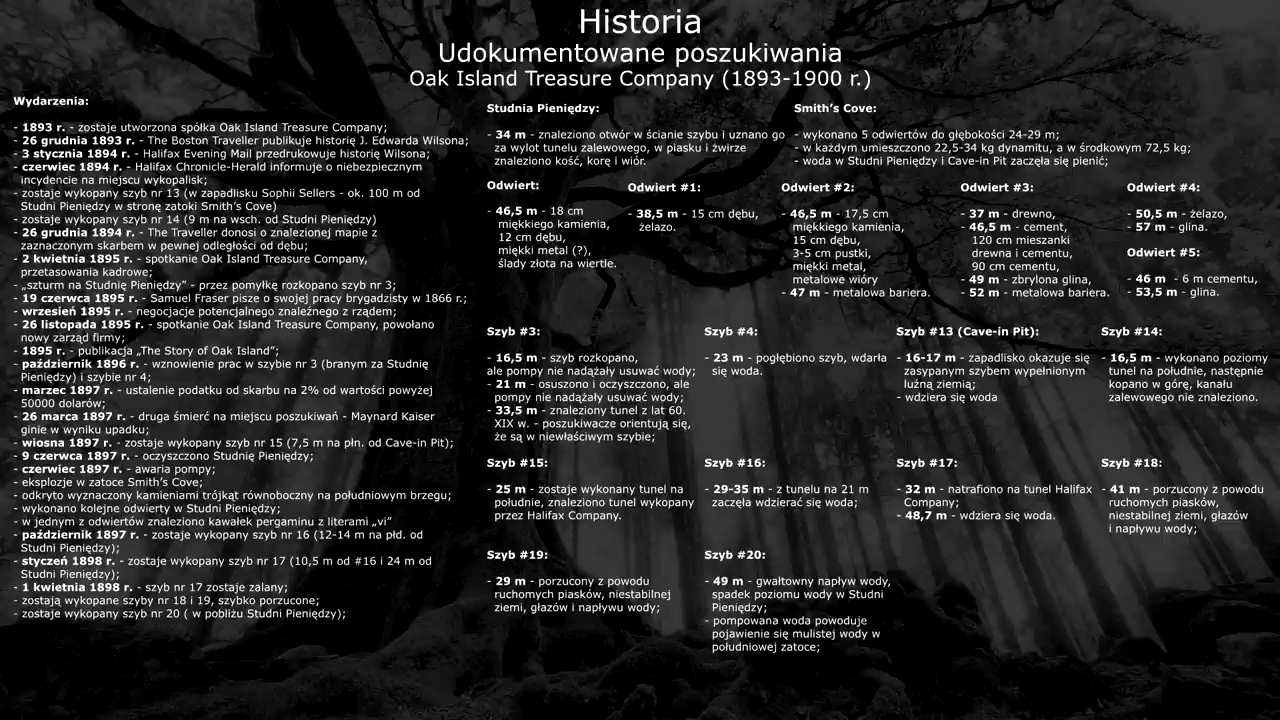 Historia
Udokumentowane poszukiwania
Oak Island Treasure Company (1893-1900 r.)
Wydarzenia:
- 1893 r. - zostaje utworzona spółka Oak Island Treasure Company;
- 26 grudnia 1893 r. - The Boston Traveller publikuje historię J. Edwarda Wilsona;
- 3 stycznia 1894 r. - Halifax Evening Mail przedrukowuje historię Wilsona;
- czerwiec 1894 r. - Halifax Chronicle-Herald informuje o niebezpiecznym
incydencie na miejscu wykopalisk;
- zostaje wykopany szyb nr 13 (w zapadlisku Sophii Sellers - ok. 100 m od
Studni Pieniędzy w stronę zatoki Smith's Cove)
- zostaje wykopany szyb nr 14 (9 m na wsch. od Studni Pieniędzy)
- 26 grudnia 1894 r. - The Traveller donosi o znalezionej mapie z
zaznaczonym skarbem w pewnej odległości od dębu;
- 2 kwietnia 1895 r. - spotkanie Oak Island Treasure Company,
przetasowania kadrowe;
- „szturm na Studnię Pieniędzy” - przez pomyłkę rozkopano szyb nr 3;
- 19 czerwca 1895 r. - Samuel Fraser pisze o swojej pracy brygadzisty w 1866 r.;
- wrzesień 1895 r. - negocjacje potencjalnego znaleźnego z rządem;
- 26 listopada 1895 r. - spotkanie Oak Island Treasure Company, powołano
nowy zarząd firmy;
- 1895 r. - publikacja „The Story of Oak Island”;
- październik 1896 r. - wznowienie prac w szybie nr 3 (branym za Studnię
Pieniędzy) i szybie nr 4;
- marzec 1897 r. - ustalenie podatku od skarbu na 2% od wartości powyżej
50000 dolarów;
- 26 marca 1897 r. - druga śmierć na miejscu poszukiwań - Maynard Kaiser
ginie w wyniku upadku;
- wiosna 1897 r. - zostaje wykopany szyb nr 15 (7,5 m na płn. od Cave-in Pit);
- 9 czerwca 1897 r. - oczyszczono Studnię Pieniędzy;
- czerwiec 1897 r. - awaria pompy;
- eksplozje w zatoce Smith's Cove;
- odkryto wyznaczony kamieniami trójkąt równoboczny na południowym brzegu;
- wykonano kolejne odwierty w Studni Pieniędzy;
- w jednym z odwiertów znaleziono kawałek pergaminu z literami „vi”
- październik 1897 r. - zostaje wykopany szyb nr 16 (12-14 m na płd. od
Studni Pieniędzy);
- styczeń 1898 r. - zostaje wykopany szyb nr 17 (10,5 m od #16 i 24 m od
Studni Pieniędzy);
- 1 kwietnia 1898 r. - szyb nr 17 zostaje zalany;
- zostają wykopane szyby nr 18 i 19, szybko porzucone;
- zostaje wykopany szyb nr 20 ( w pobliżu Studni Pieniędzy);
Studnia Pieniędzy:
- 34 m - znaleziono otwór w ścianie szybu i uznano go
za wylot tunelu zalewowego, w piasku i żwirze
znaleziono kość, korę i wiór.
Smith's Cove:
- wykonano 5 odwiertów do głębokości 24-29 m;
- w każdym umieszczono 22,5-34 kg dynamitu, a w środkowym 72,5 kg;
- woda w Studni Pieniędzy i Cave-in Pit zaczęła się pienić;
Odwiert:
- 46,5 m - 18 cm
miękkiego kamienia,
12 cm dębu,
miękki metal (?),
ślady złota na wiertle.
Odwiert #1:
- 38,5 m - 15 cm dębu,
żelazo.
Odwiert #2:
- 46,5 m - 17,5 cm
miękkiego kamienia,
15 cm dębu,
3-5 cm pustki,
miękki metal,
metalowe wióry
- 47 m - metalowa bariera.
Odwiert #3:
- 37 m - drewno,
- 46,5 m - cement,
120 cm mieszanki
drewna i cementu,
90 cm cementu,
- 49 m - zbrylona glina,
- 52 m - metalowa bariera.
Odwiert #4:
- 50,5 m - żelazo,
- 57 m - glina.
Odwiert #5:
- 46 m - 6 m cementu,
- 53,5 m - glina.
Szyb #3:
- 16,5 m - szyb rozkopano,
ale pompy nie nadążały usuwać wody;
- 21 m - osuszono i oczyszczono, ale
pompy nie nadążały usuwać wody;
- 33,5 m - znaleziony tunel z lat 60.
XIX w. - poszukiwacze orientują się,
że są w niewłaściwym szybie;
Szyb #4:
- 23 m - pogłębiono szyb, wdarła
się woda.
Szyb #13 (Cave-in Pit):
- 16-17 m - zapadlisko okazuje się
zasypanym szybem wypełnionym
luźną ziemią;
- wdziera się woda
Szyb #14:
- 16,5 m - wykonano poziomy
tunel na południe, następnie
kopano w górę, kanału
zalewowego nie znaleziono.
Szyb #15:
- 25 m - zostaje wykonany tunel na
południe, znaleziono tunel wykopany
przez Halifax Company.
Szyb #16:
- 29-35 m - z tunelu na 21 m
zaczęła wdzierać się woda;
Szyb #17:
- 32 m - natrafiono na tunel Halifax
Company;
- 48,7 m - wdziera się woda.
Szyb #18:
- 41 m - porzucony z powodu
ruchomych piasków,
niestabilnej ziemi, głazów
i napływu wody;
Szyb #19:
- 29 m - porzucony z powodu
ruchomych piasków, niestabilnej
ziemi, głazów i napływu wody;
Szyb #20:
- 49 m - gwałtowny napływ wody,
spadek poziomu wody w Studni
Pieniędzy;
- pompowana woda powoduje
pojawienie się mulistej wody w
południowej zatoce;